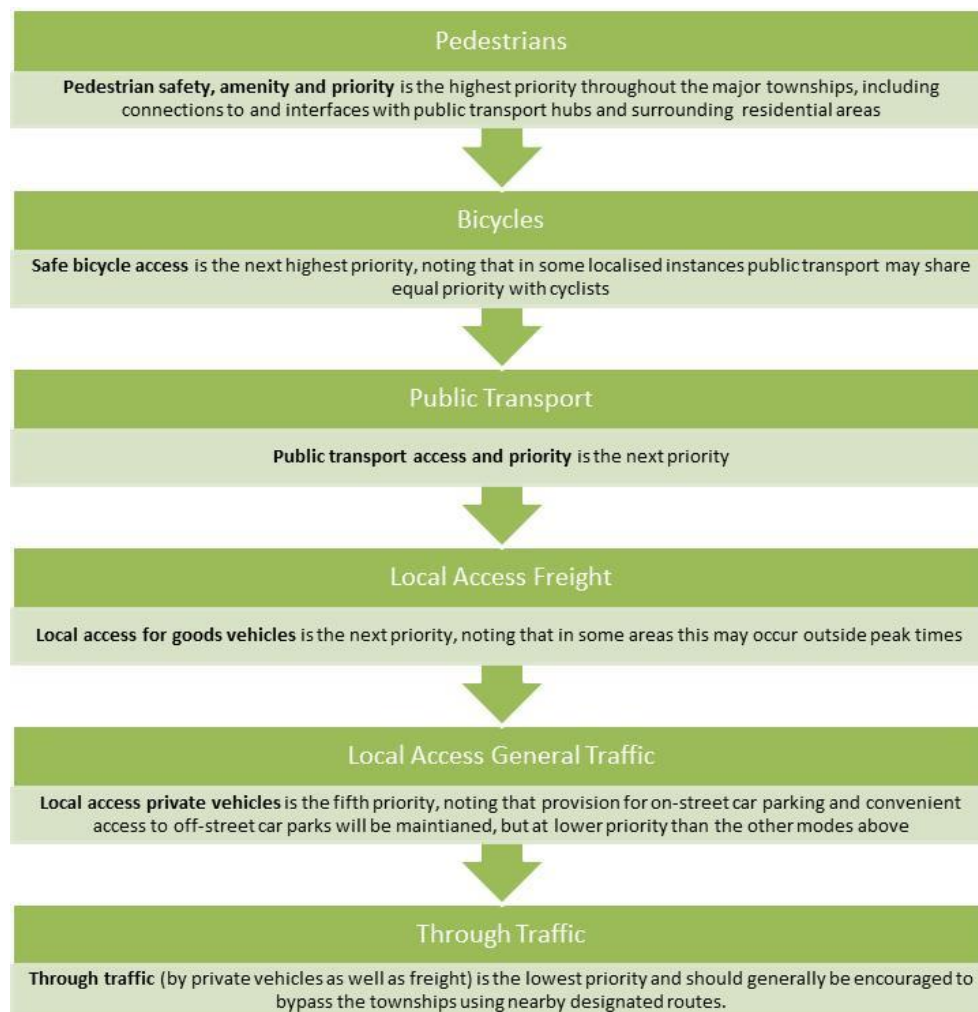 Pedestrians
Pedestrian safety, amenity and priority is the highest priority throughout the major townships, including
connections to and interfaces with public transport hubs and surrounding residential areas
Bicycles
Safe bicycle access is the next highest priority, noting that in some localised instances public transport may share
equal priority with cyclists
Public Transport
Public transport access and priority is the next priority
Local Access Freight
Local access for goods vehicles is the next priority, noting that in some areas this may occur outside peak times
Local Access General Traffic
Local access private vehicles is the fifth priority, noting that provision for on-street car parking and convenient
access to off-street car parks will be maintianed, but at lower priority than the other modes above
Through Traffic
Through traffic (by private vehicles as well as freight) is the lowest priority and should generally be encouraged to
bypass the townships using nearby designated routes.